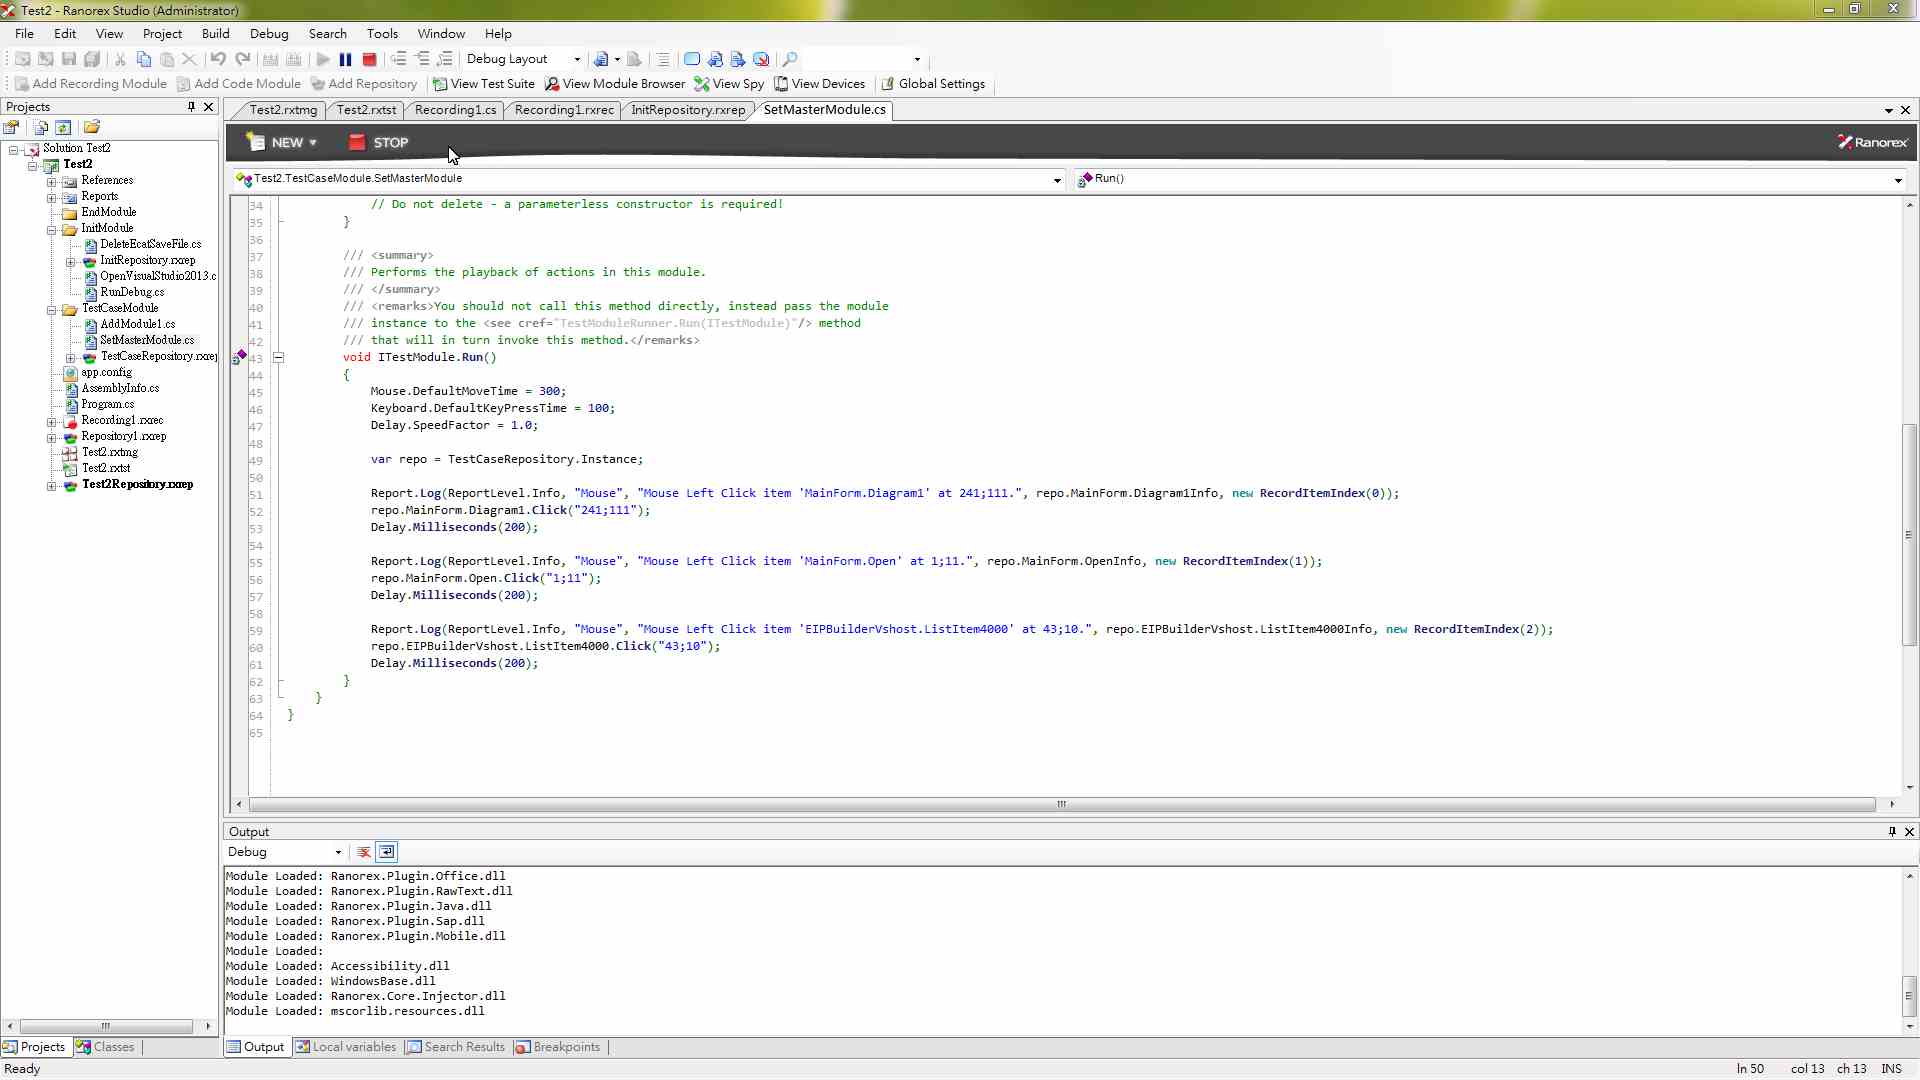 Test2 - Ranorex Studio (Administrator)
File Edit View Project Build Debug Search Tools Window Help
Debug Layout
Add Recording Module Add Code Module Add Repository View Test Suite View Module Browser View Spy View Devices Global Settings
Projects
Test2.rxtmg Test2.rxtst Recording1.cs Recording1.rxrec InitRepository.rxrep SetMasterModule.cs
NEW STOP Ranorex
Test2.TestCaseModule.SetMasterModule Run()
Solution Test2
Test2
References
Reports
EndModule
InitModule
DeleteEcatSaveFile.cs
InitRepository.rxrep
OpenVisualStudio2013.c
RunDebug.cs
TestCaseModule
AddModule1.cs
SetMasterModule.cs
TestCaseRepository.rxrep
app.config
AssemblyInfo.cs
Program.cs
Recording1.rxrec
Repository1.rxrep
Test2.rxtmg
Test2.rxtst
Test2Repository.rxrep
34 // Do not delete - a parameterless constructor is required!
35 }
36
37 /// <summary>
38 /// Performs the playback of actions in this module.
39 /// </summary>
40 /// <remarks>You should not call this method directly, instead pass the module
41 /// instance to the <see cref="TestModuleRunner.Run(ITestModule)"/> method
42 /// that will in turn invoke this method.</remarks>
43 void ITestModule.Run()
44 {
45 Mouse.DefaultMoveTime = 300;
46 Keyboard.DefaultKeyPressTime = 100;
47 Delay.SpeedFactor = 1.0;
48
49 var repo = TestCaseRepository.Instance;
50
51 Report.Log(ReportLevel.Info, "Mouse", "Mouse Left Click item 'MainForm.Diagram1' at 241;111.", repo.MainForm.Diagram1Info, new RecordItemIndex(0));
52 repo.MainForm.Diagram1.Click("241;111");
53 Delay.Milliseconds(200);
54
55 Report.Log(ReportLevel.Info, "Mouse", "Mouse Left Click item 'MainForm.Open' at 1;11.", repo.MainForm.OpenInfo, new RecordItemIndex(1));
56 repo.MainForm.Open.Click("1;11");
57 Delay.Milliseconds(200);
58
59 Report.Log(ReportLevel.Info, "Mouse", "Mouse Left Click item 'EIPBuilderVshost.ListItem4000' at 43;10.", repo.EIPBuilderVshost.ListItem4000Info, new RecordItemIndex(2));
60 repo.EIPBuilderVshost.ListItem4000.Click("43;10");
61 Delay.Milliseconds(200);
62 }
63 }
64 }
65
Output
Debug
Module Loaded: Ranorex.Plugin.Office.dll
Module Loaded: Ranorex.Plugin.RawText.dll
Module Loaded: Ranorex.Plugin.Java.dll
Module Loaded: Ranorex.Plugin.Sap.dll
Module Loaded: Ranorex.Plugin.Mobile.dll
Module Loaded:
Module Loaded: Accessibility.dll
Module Loaded: WindowsBase.dll
Module Loaded: Ranorex.Core.Injector.dll
Module Loaded: mscorlib.resources.dll
Projects Classes Output Local variables Search Results Breakpoints
Ready ln 50 col 13 ch 13 INS